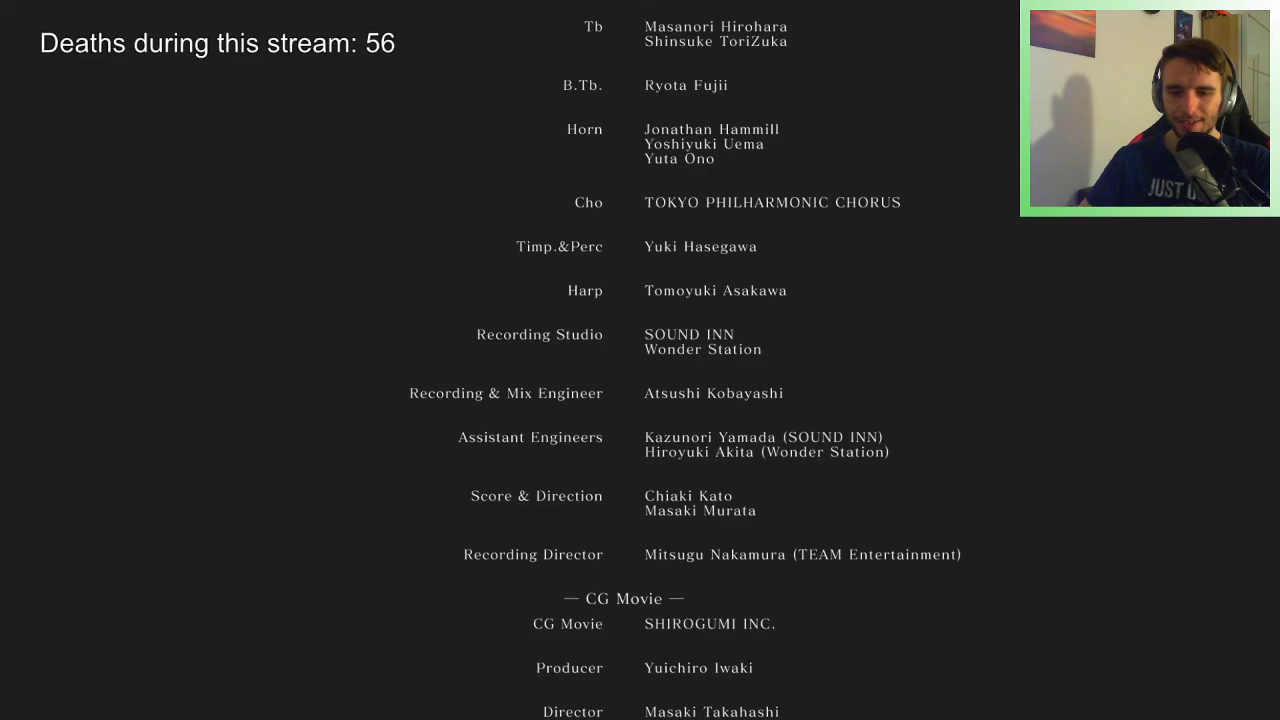 Deaths during this stream: 56
Tb Masanori Hirohara
Shinsuke ToriZuka
B.Tb. Ryota Fujii
Horn Jonathan Hammill
Yoshiyuki Uema
Yuta Ono
Cho TOKYO PHILHARMONIC CHORUS
Timp.&Perc Yuki Hasegawa
Harp Tomoyuki Asakawa
Recording Studio SOUND INN
Wonder Station
Recording & Mix Engineer Atsushi Kobayashi
Assistant Engineers Kazunori Yamada (SOUND INN)
Hiroyuki Akita (Wonder Station)
Score & Direction Chiaki Kato
Masaki Murata
Recording Director Mitsugu Nakamura (TEAM Entertainment)
— CG Movie —
CG Movie SHIROGUMI INC.
Producer Yuichiro Iwaki
Director Masaki Takahashi
JUST